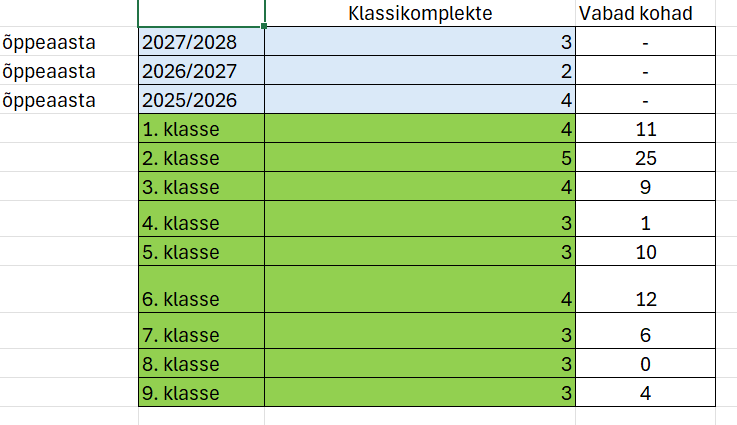 Klassikomplekte Vabad kohad
õppeaasta 2027/2028 3 -
õppeaasta 2026/2027 2 -
õppeaasta 2025/2026 4 -
1. klasse 4 11
2. klasse 5 25
3. klasse 4 9
4. klasse 3 1
5. klasse 3 10
6. klasse 4 12
7. klasse 3 6
8. klasse 3 0
9. klasse 3 4